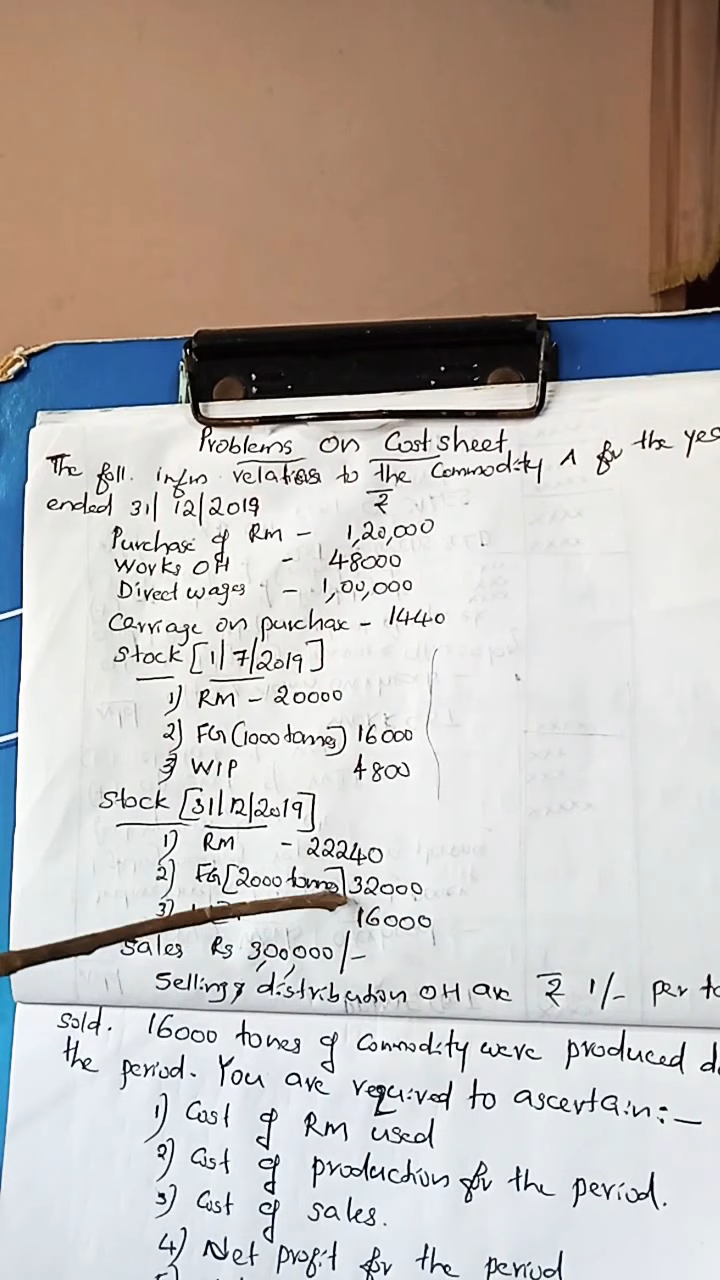 Problems on Cost sheet
The foll. infm relates to the Commodity A for the
ended 31/12/2019 ₹
Purchase of RM - 1,20,000
Works OH - 48000
Direct wages - 1,00,000
Carriage on purchase - 1440
Stock [1/7/2019]
1) RM - 20000
2) FG (1000 tonnes) 16000
3) WIP 4800
Stock [31/12/2019]
1) RM - 22240
2) FG [2000 tonnes] 32000
3) 16000
Sales Rs 300,000/-
Selling & distribution OH are ₹ 1/- per
sold. 16000 tones of Commodity were produced
the period. You are required to ascertain:-
1) Cost of RM used
2) Cost of production for the period.
3) Cost of sales.
4) Net profit for the period